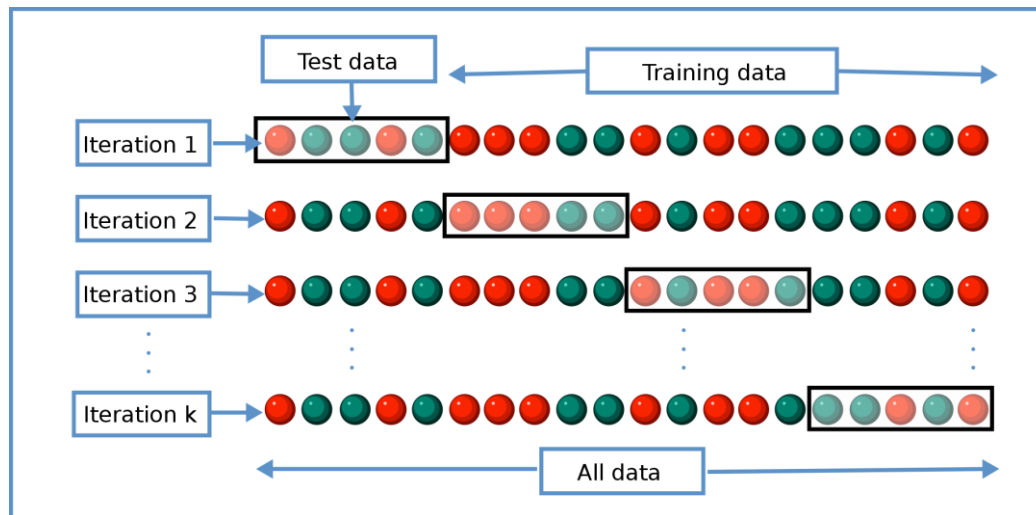 Test data
Training data
Iteration 1
Iteration 2
Iteration 3
Iteration k
All data